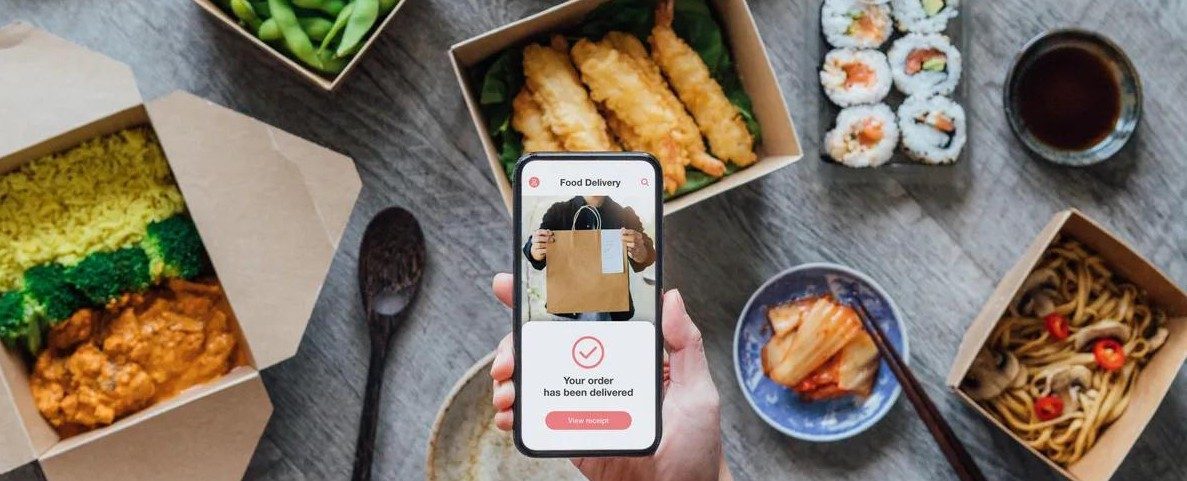 Food Delivery
Your order
has been delivered
View receipt